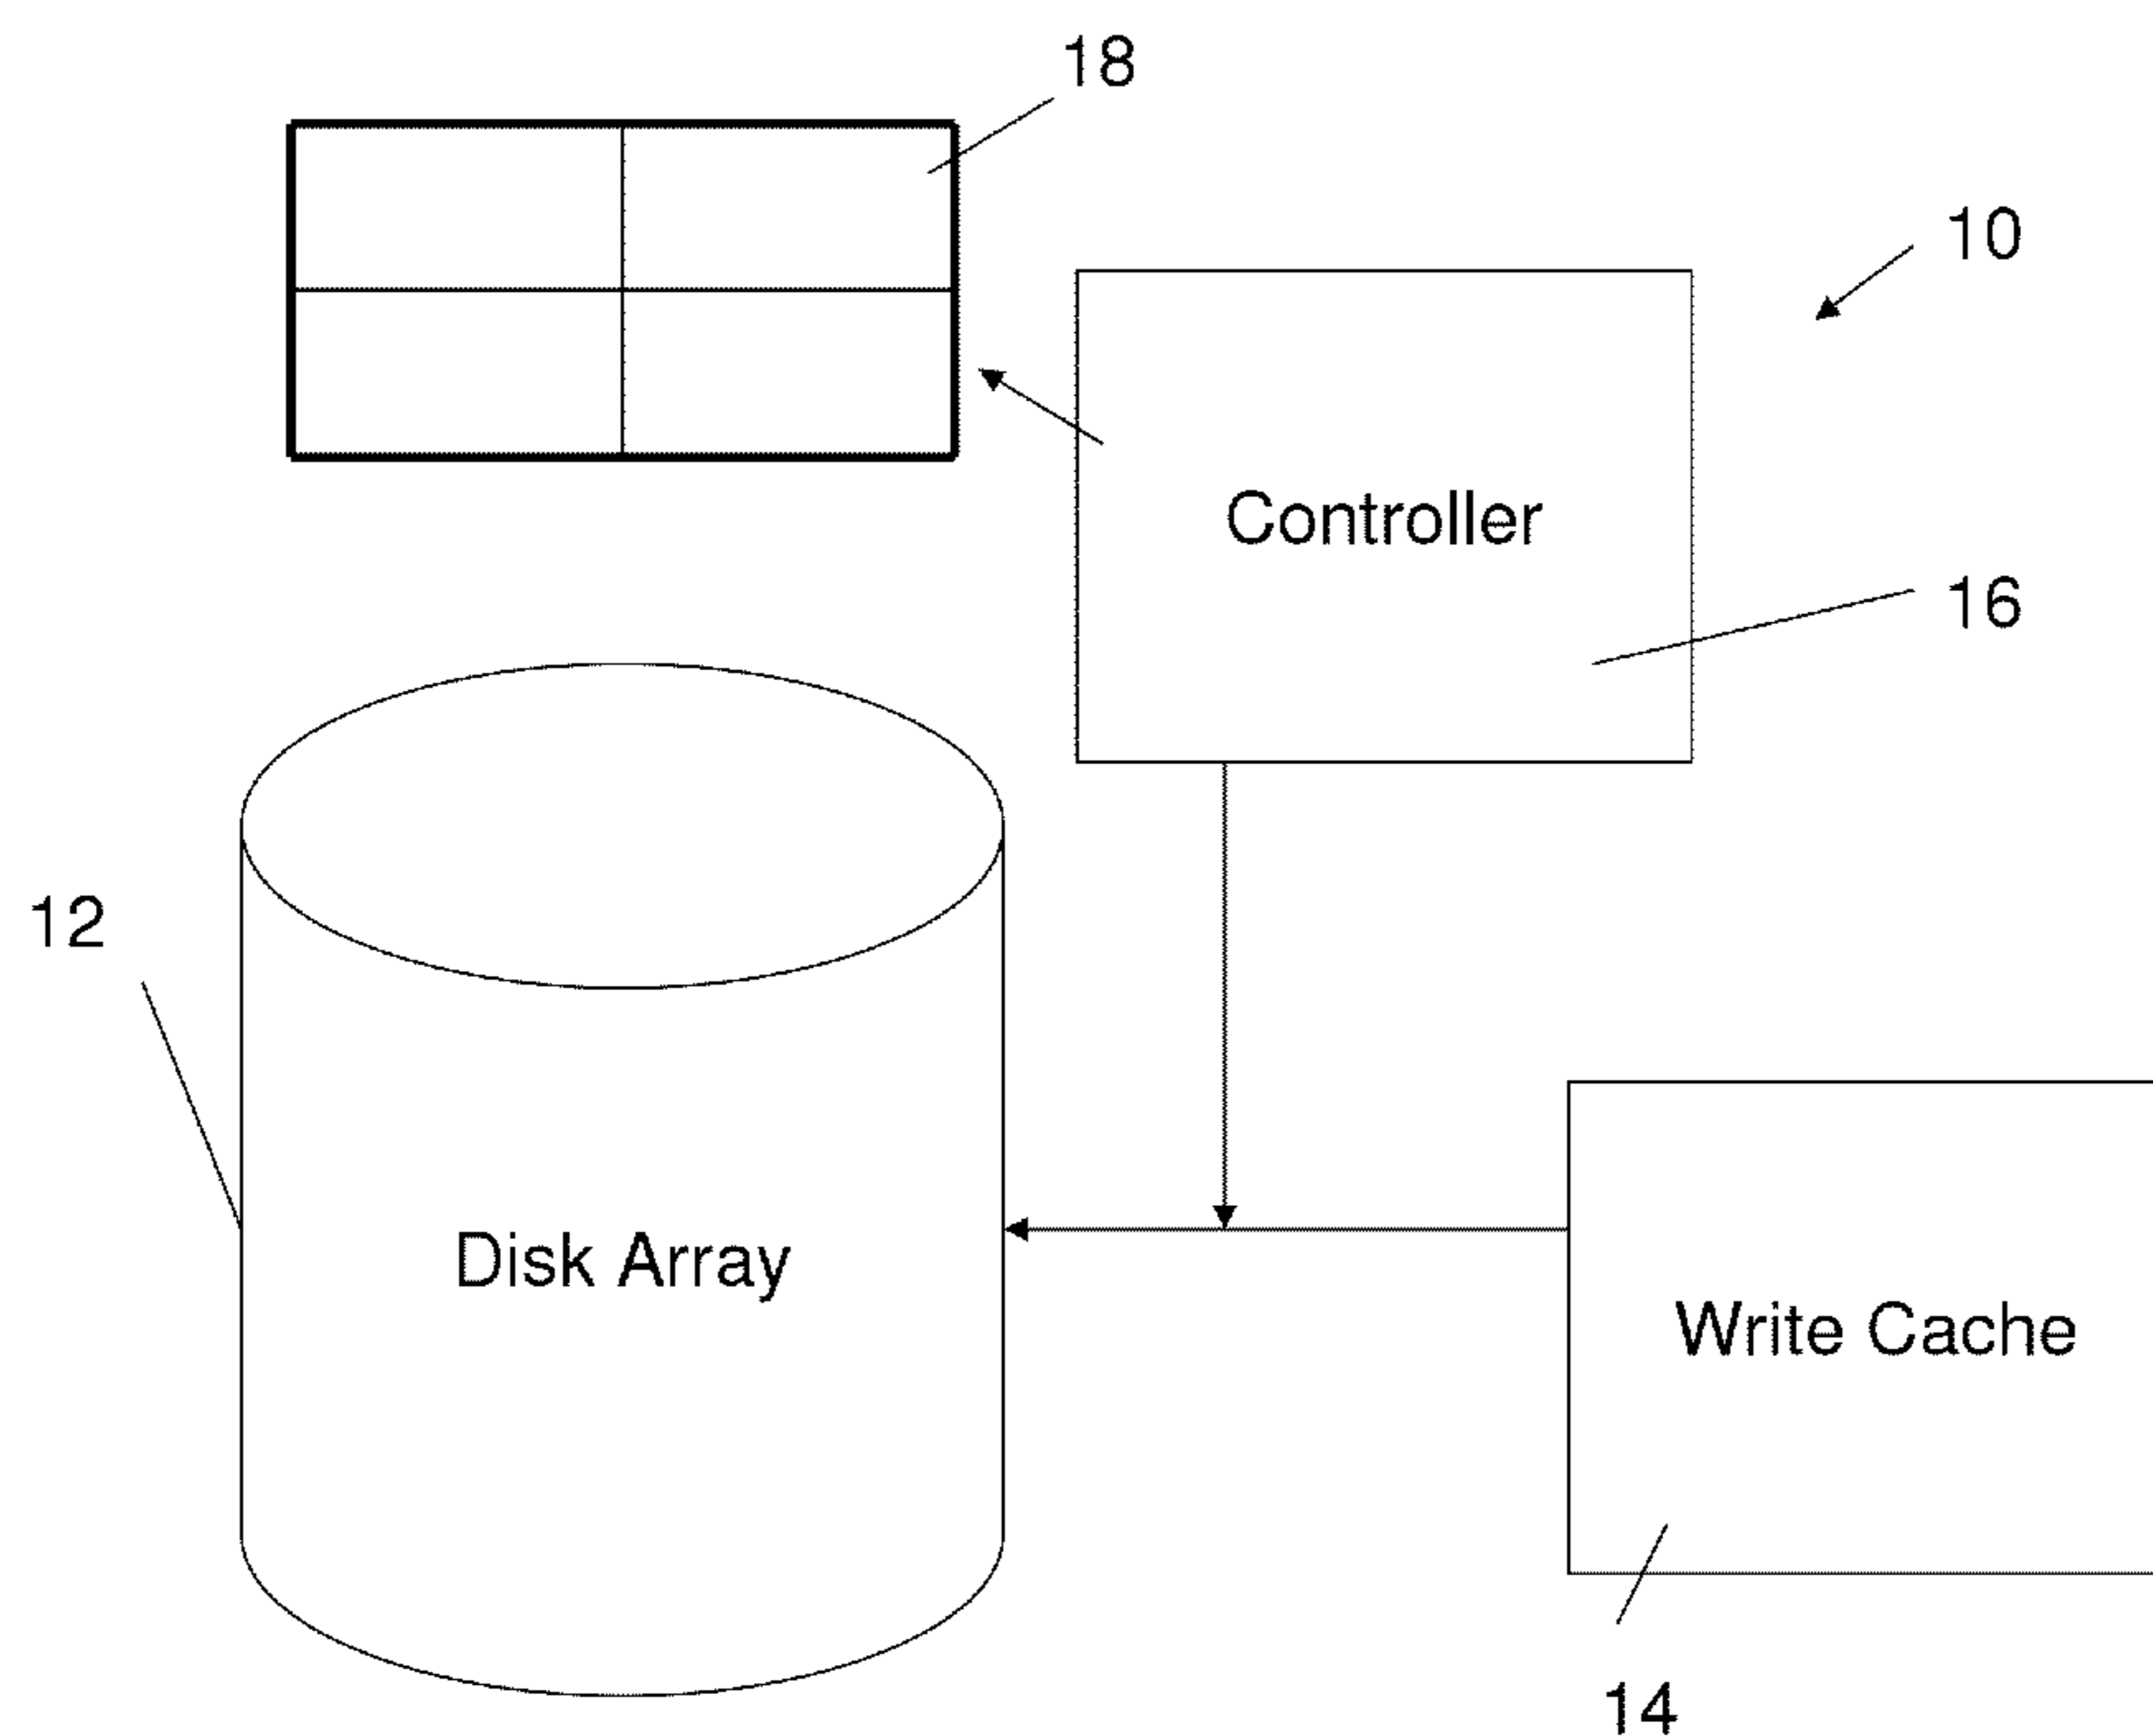 18
10
Controller
16
12
Disk Array
Write Cache
14